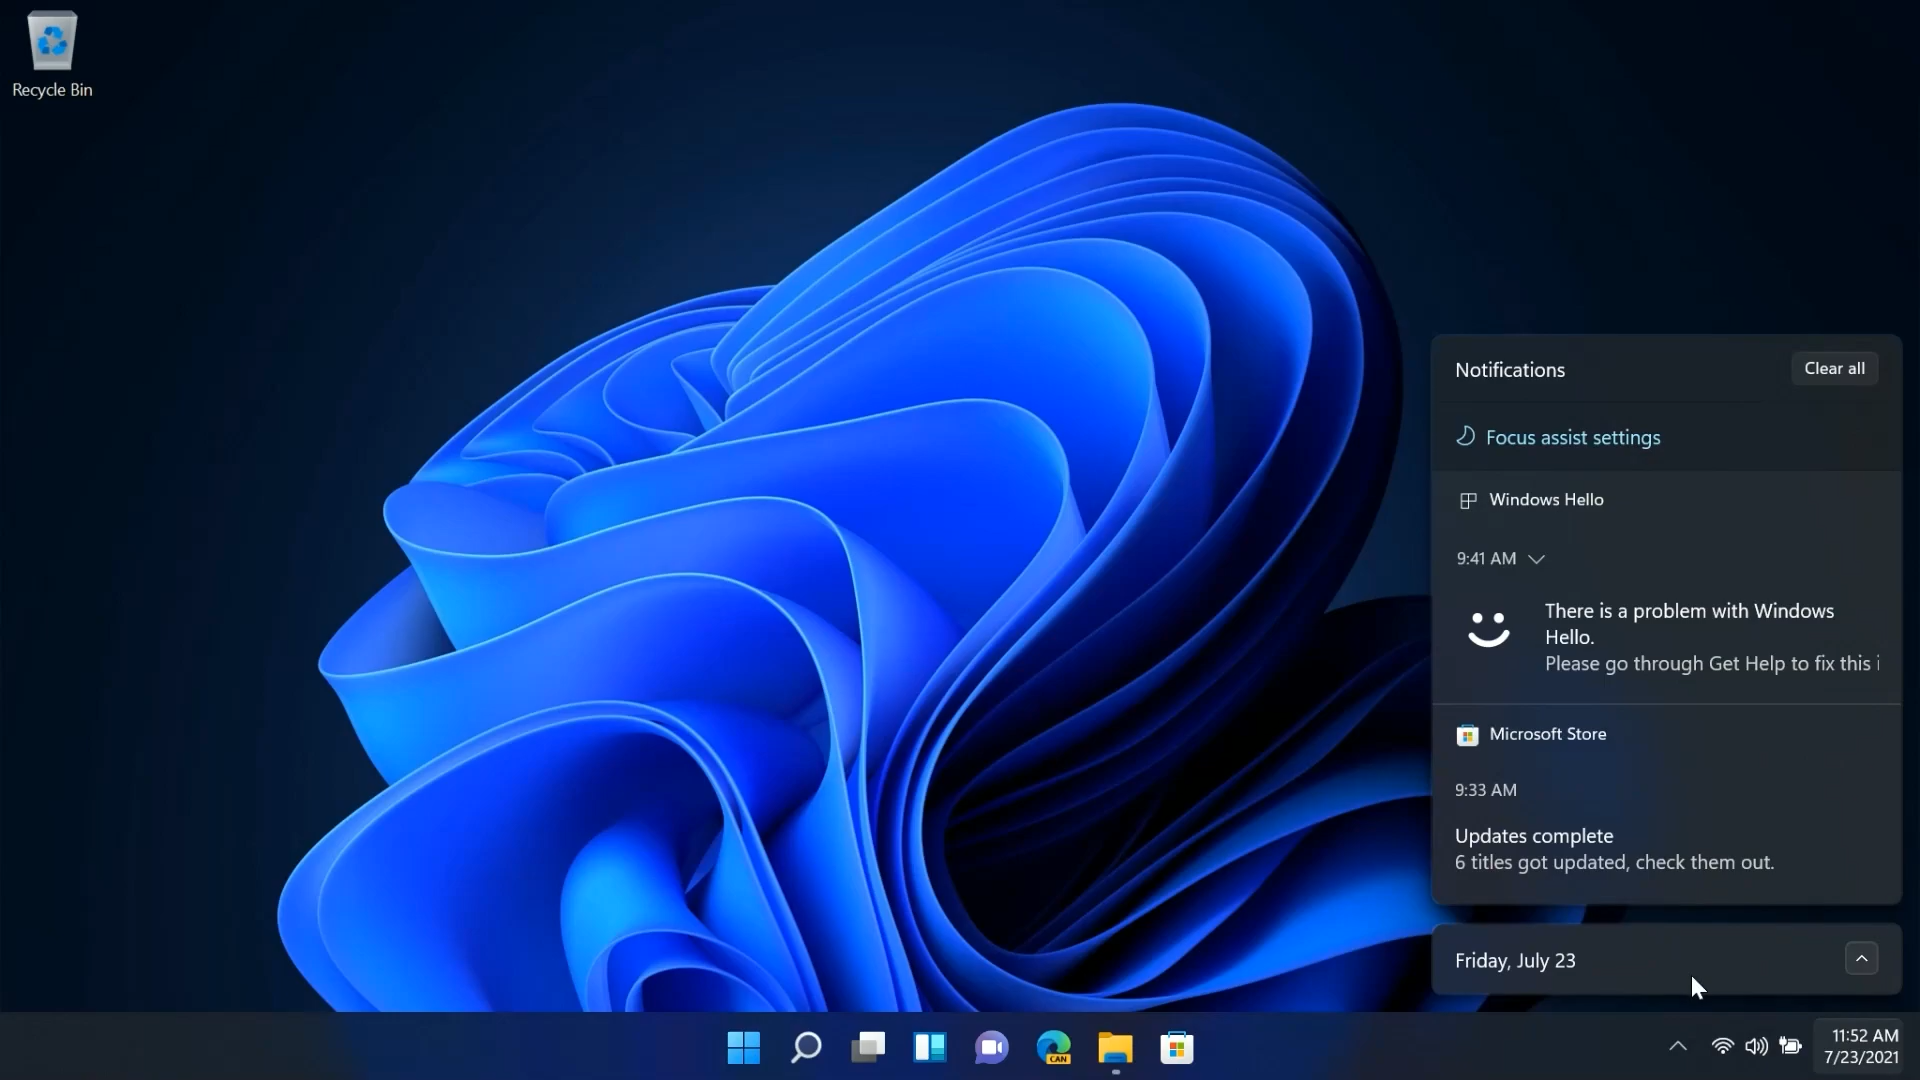 Recycle Bin
Notifications
Clear all
Focus assist settings
Windows Hello
9:41 AM
There is a problem with Windows
Hello.
Please go through Get Help to fix this i
Microsoft Store
9:33 AM
Updates complete
6 titles got updated, check them out.
Friday, July 23
CAN
11:52 AM
7/23/2021